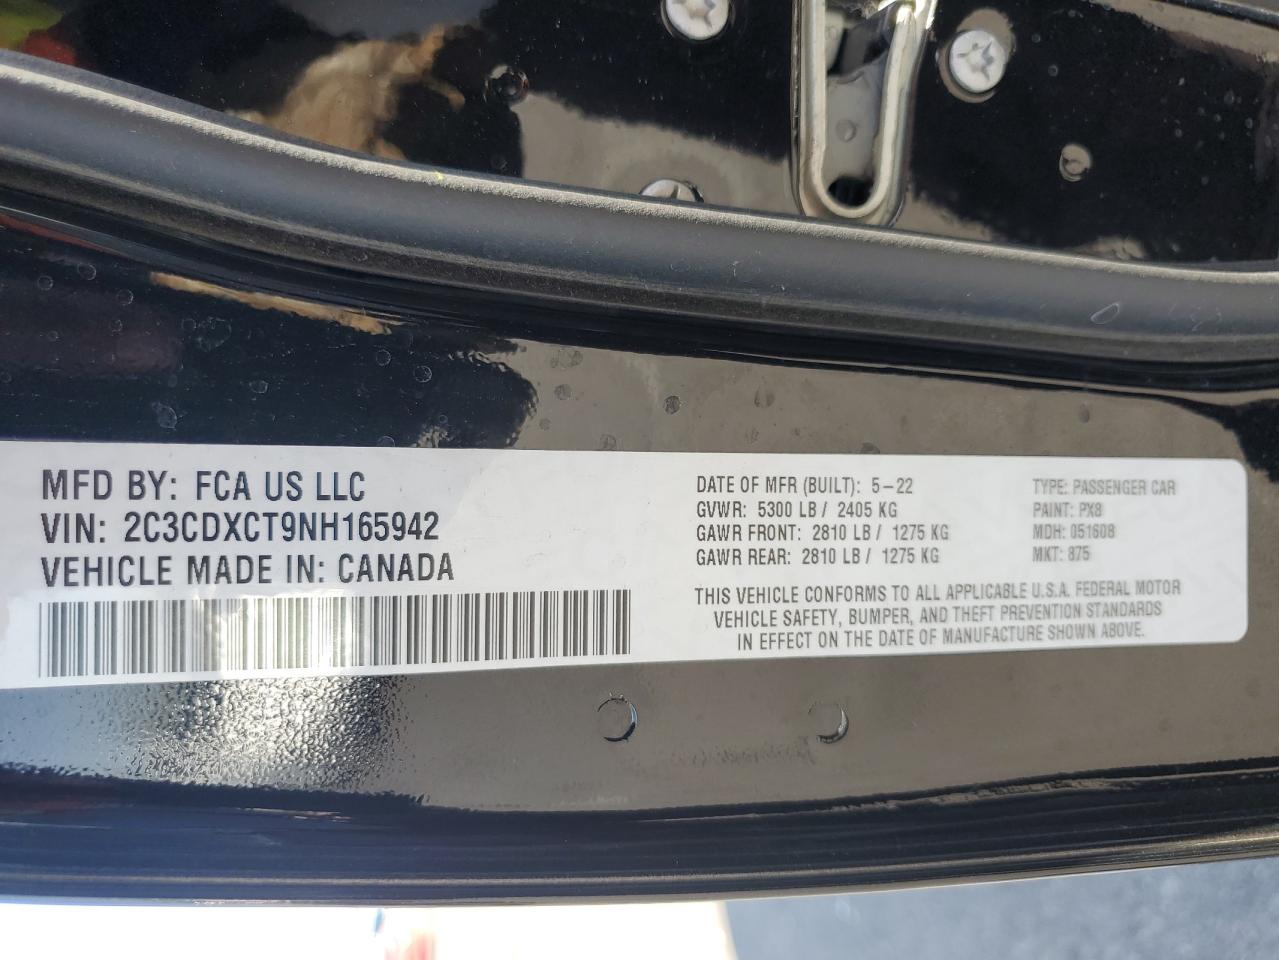 MFD BY: FCA US LLC
VIN: 2C3CDXCT9NH165942
VEHICLE MADE IN: CANADA
DATE OF MFR (BUILT): 5-22
GVWR: 5300 LB / 2405 KG
GAWR FRONT: 2810 LB / 1275 KG
GAWR REAR: 2810 LB / 1275 KG
TYPE: PASSENGER CAR
PAINT: PX8
MDH: 051608
MKT: 875
THIS VEHICLE CONFORMS TO ALL APPLICABLE U.S.A. FEDERAL MOTOR
VEHICLE SAFETY, BUMPER, AND THEFT PREVENTION STANDARDS
IN EFFECT ON THE DATE OF MANUFACTURE SHOWN ABOVE.